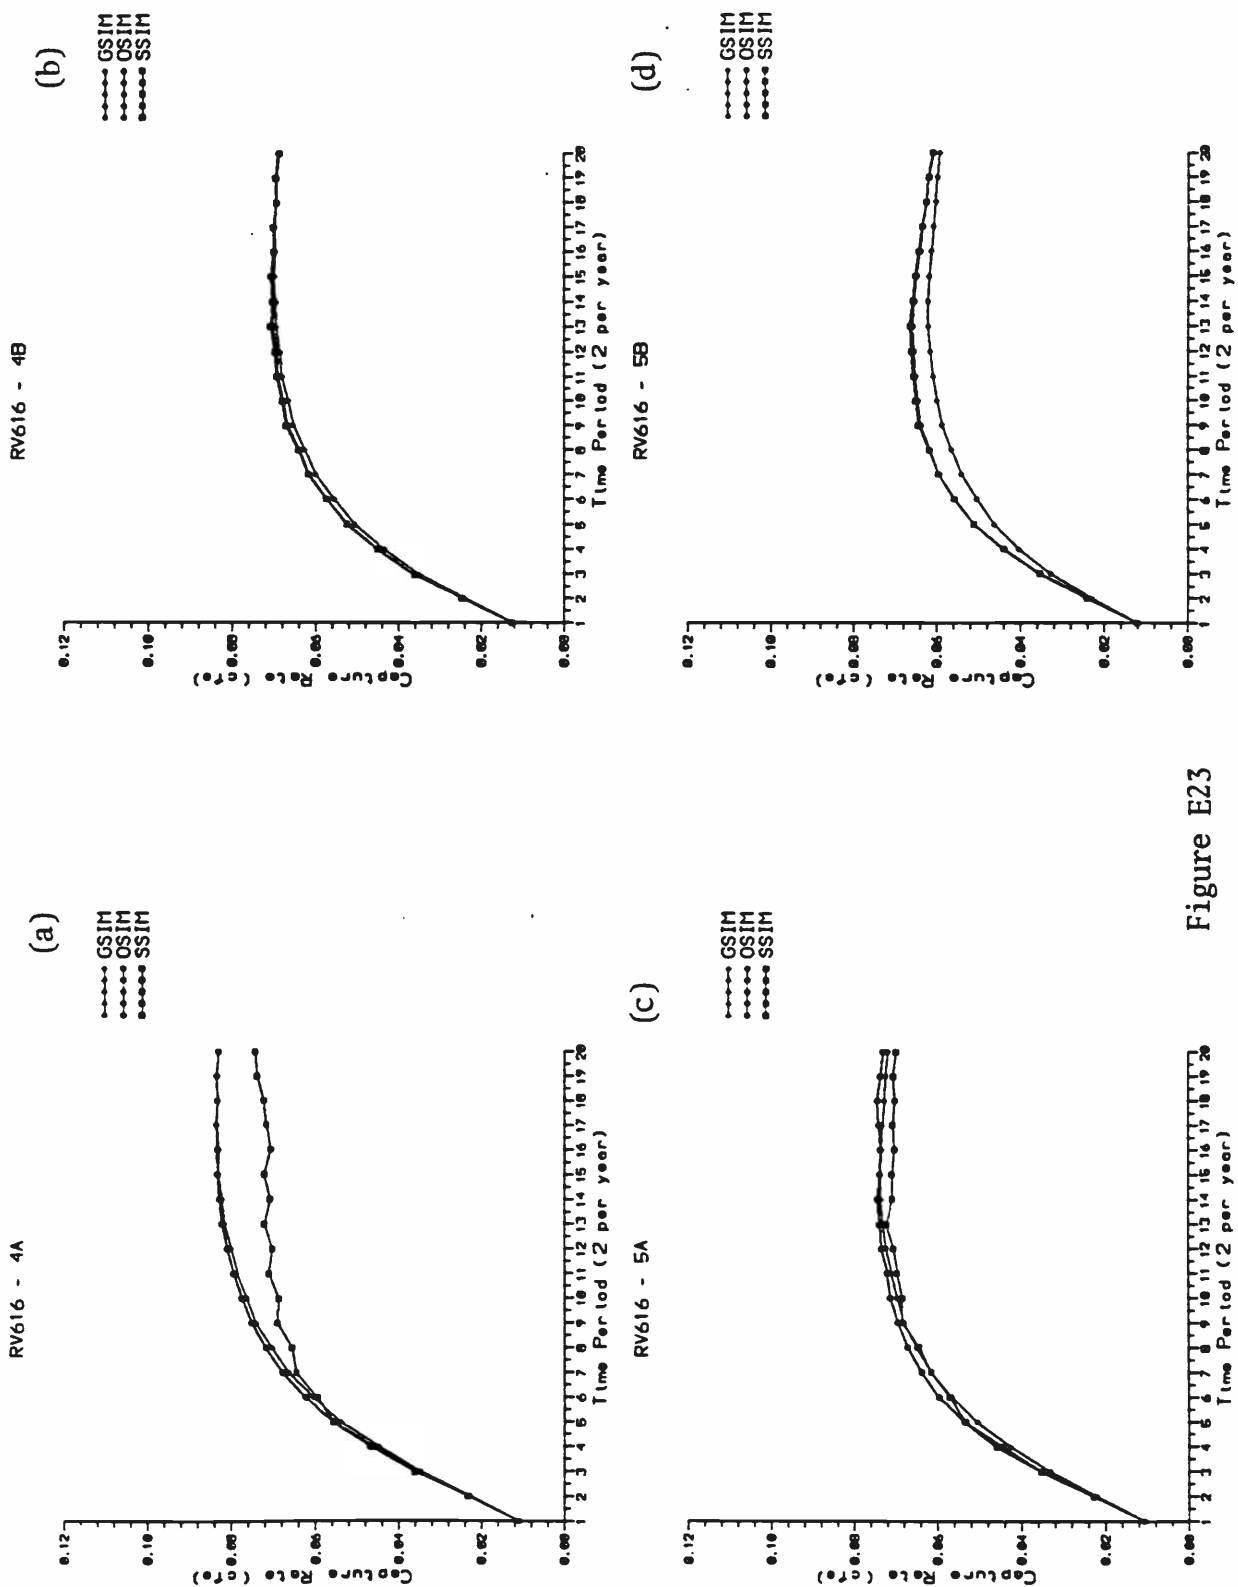 RV616 - 4A
(a)
GSIM
OSIM
SSIM
0.12
0.10
0.08
0.06
0.04
0.02
0.00
Capture Rate (cfs)
1 2 3 4 5 6 7 8 9 10 11 12 13 14 15 16 17 18 19 20
Time Period (2 per year)
RV616 - 4B
(b)
GSIM
OSIM
SSIM
0.12
0.10
0.08
0.06
0.04
0.02
0.00
Capture Rate (cfs)
1 2 3 4 5 6 7 8 9 10 11 12 13 14 15 16 17 18 19 20
Time Period (2 per year)
RV616 - 5A
(c)
GSIM
OSIM
SSIM
0.12
0.10
0.08
0.06
0.04
0.02
0.00
Capture Rate (cfs)
1 2 3 4 5 6 7 8 9 10 11 12 13 14 15 16 17 18 19 20
Time Period (2 per year)
RV616 - 5B
(d)
GSIM
OSIM
SSIM
0.12
0.10
0.08
0.06
0.04
0.02
0.00
Capture Rate (cfs)
1 2 3 4 5 6 7 8 9 10 11 12 13 14 15 16 17 18 19 20
Time Period (2 per year)
Figure E23